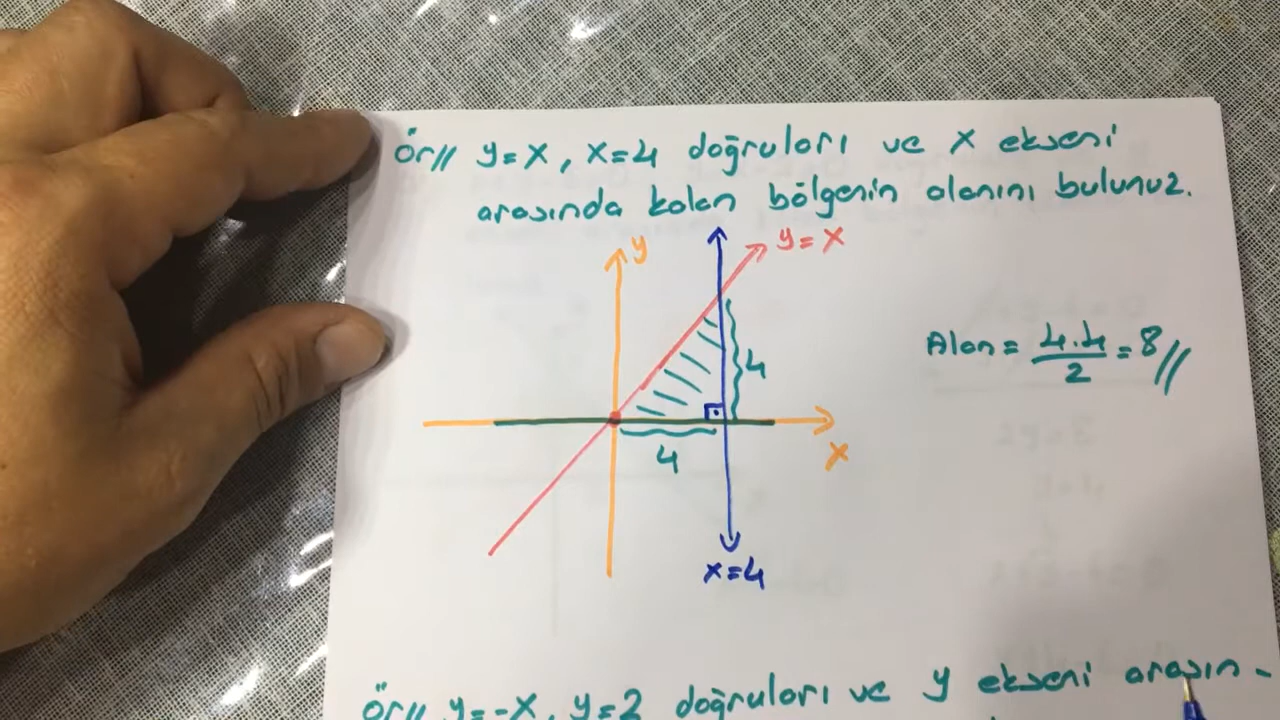 Ör// y=x, x=4 doğruları ve x ekseni
arasında kalan bölgenin alanını bulunuz.
y
y=x
4
Alan = 4.4/2 = 8//
4
x
x=4
Ör// y=-x, y=2 doğruları ve y ekseni arasın-